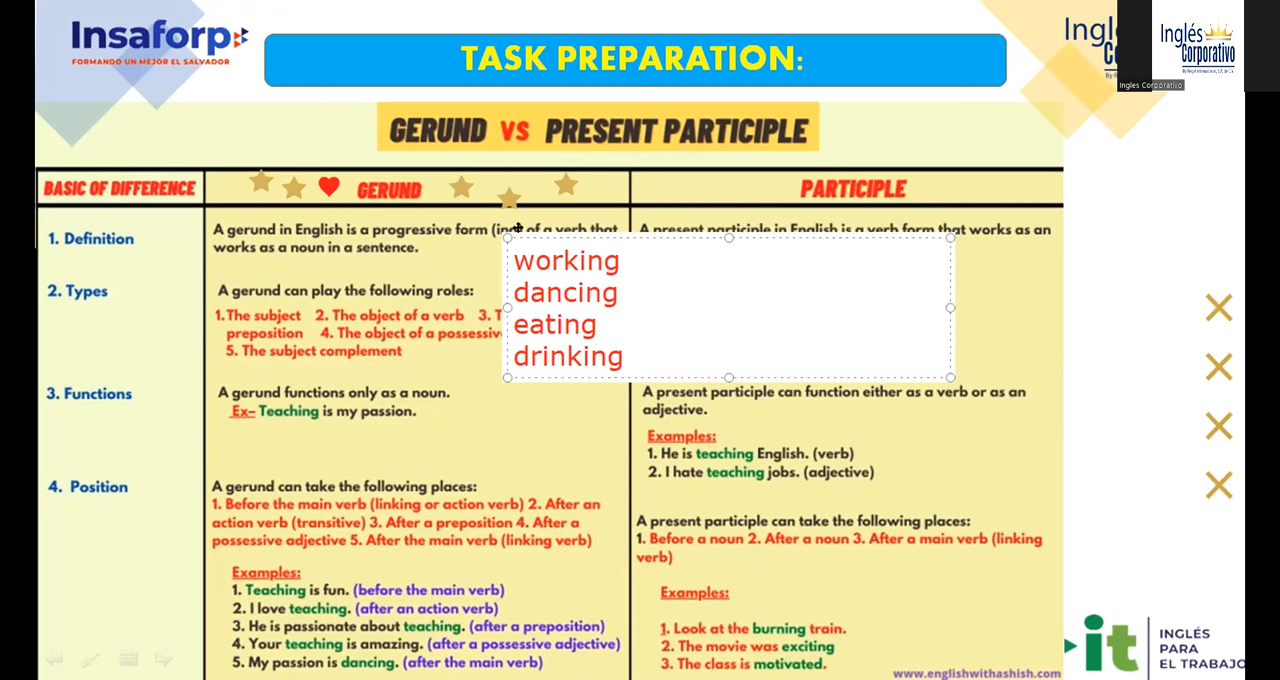 Insaforp
FORMANDO UN MEJOR EL SALVADOR
TASK PREPARATION:
Inglés
Corporativo
Ingles Corporativo
GERUND VS PRESENT PARTICIPLE
BASIC OF DIFFERENCE
GERUND
PARTICIPLE
1. Definition
A gerund in English is a progressive form (ing) of a verb that
works as a noun in a sentence.
A present participle in English is a verb form that works as an
working
dancing
eating
drinking
2. Types
A gerund can play the following roles:
1. The subject 2. The object of a verb 3.
preposition 4. The object of a possessive
5. The subject complement
3. Functions
A gerund functions only as a noun.
Ex– Teaching is my passion.
A present participle can function either as a verb or as an
adjective.
Examples:
1. He is teaching English. (verb)
2. I hate teaching jobs. (adjective)
4. Position
A gerund can take the following places:
1. Before the main verb (linking or action verb) 2. After an
action verb (transitive) 3. After a preposition 4. After a
possessive adjective 5. After the main verb (linking verb)
Examples:
1. Teaching is fun. (before the main verb)
2. I love teaching. (after an action verb)
3. He is passionate about teaching. (after a preposition)
4. Your teaching is amazing. (after a possessive adjective)
5. My passion is dancing. (after the main verb)
A present participle can take the following places:
1. Before a noun 2. After a noun 3. After a main verb (linking
verb)
Examples:
1. Look at the burning train.
2. The movie was exciting
3. The class is motivated.
www.englishwithashish.com
it
INGLÉS
PARA
EL TRABAJO